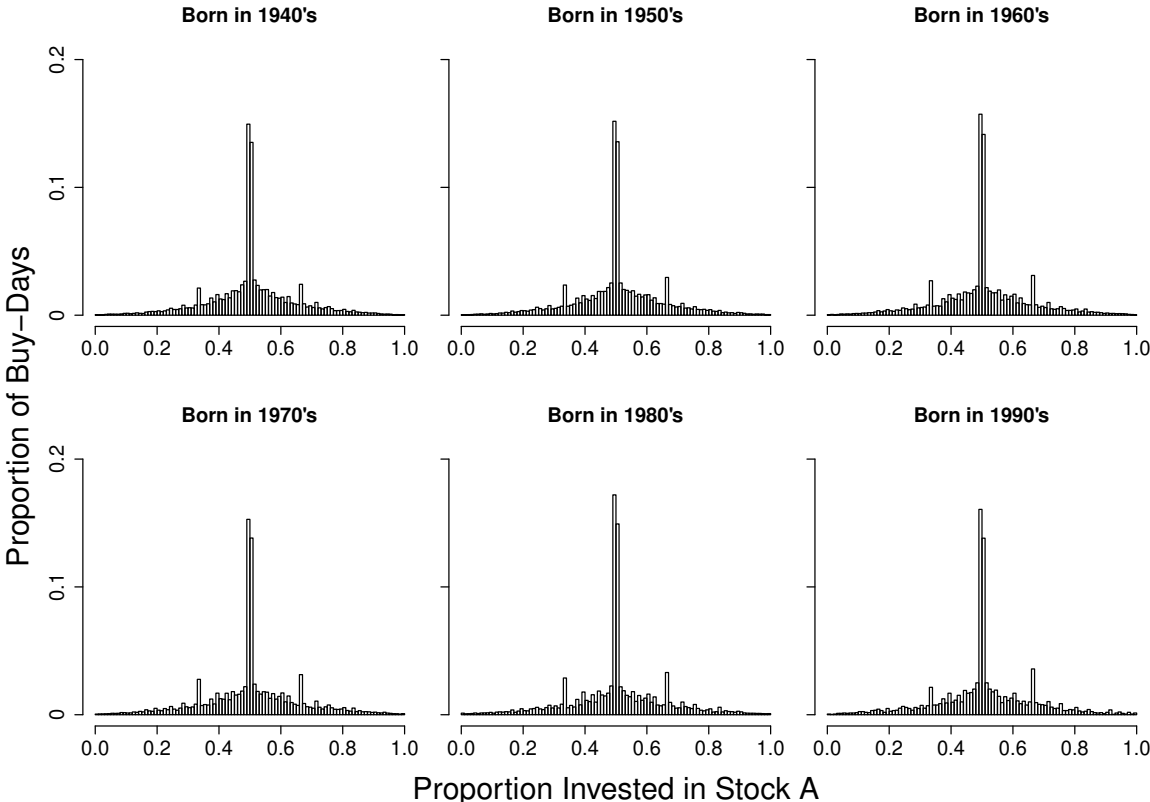 Born in 1940's Born in 1950's Born in 1960's
0.2
0.1
0
0.0 0.2 0.4 0.6 0.8 1.0 0.0 0.2 0.4 0.6 0.8 1.0 0.0 0.2 0.4 0.6 0.8 1.0
Proportion of Buy−Days
Born in 1970's Born in 1980's Born in 1990's
0.2
0.1
0
0.0 0.2 0.4 0.6 0.8 1.0 0.0 0.2 0.4 0.6 0.8 1.0 0.0 0.2 0.4 0.6 0.8 1.0
Proportion Invested in Stock A